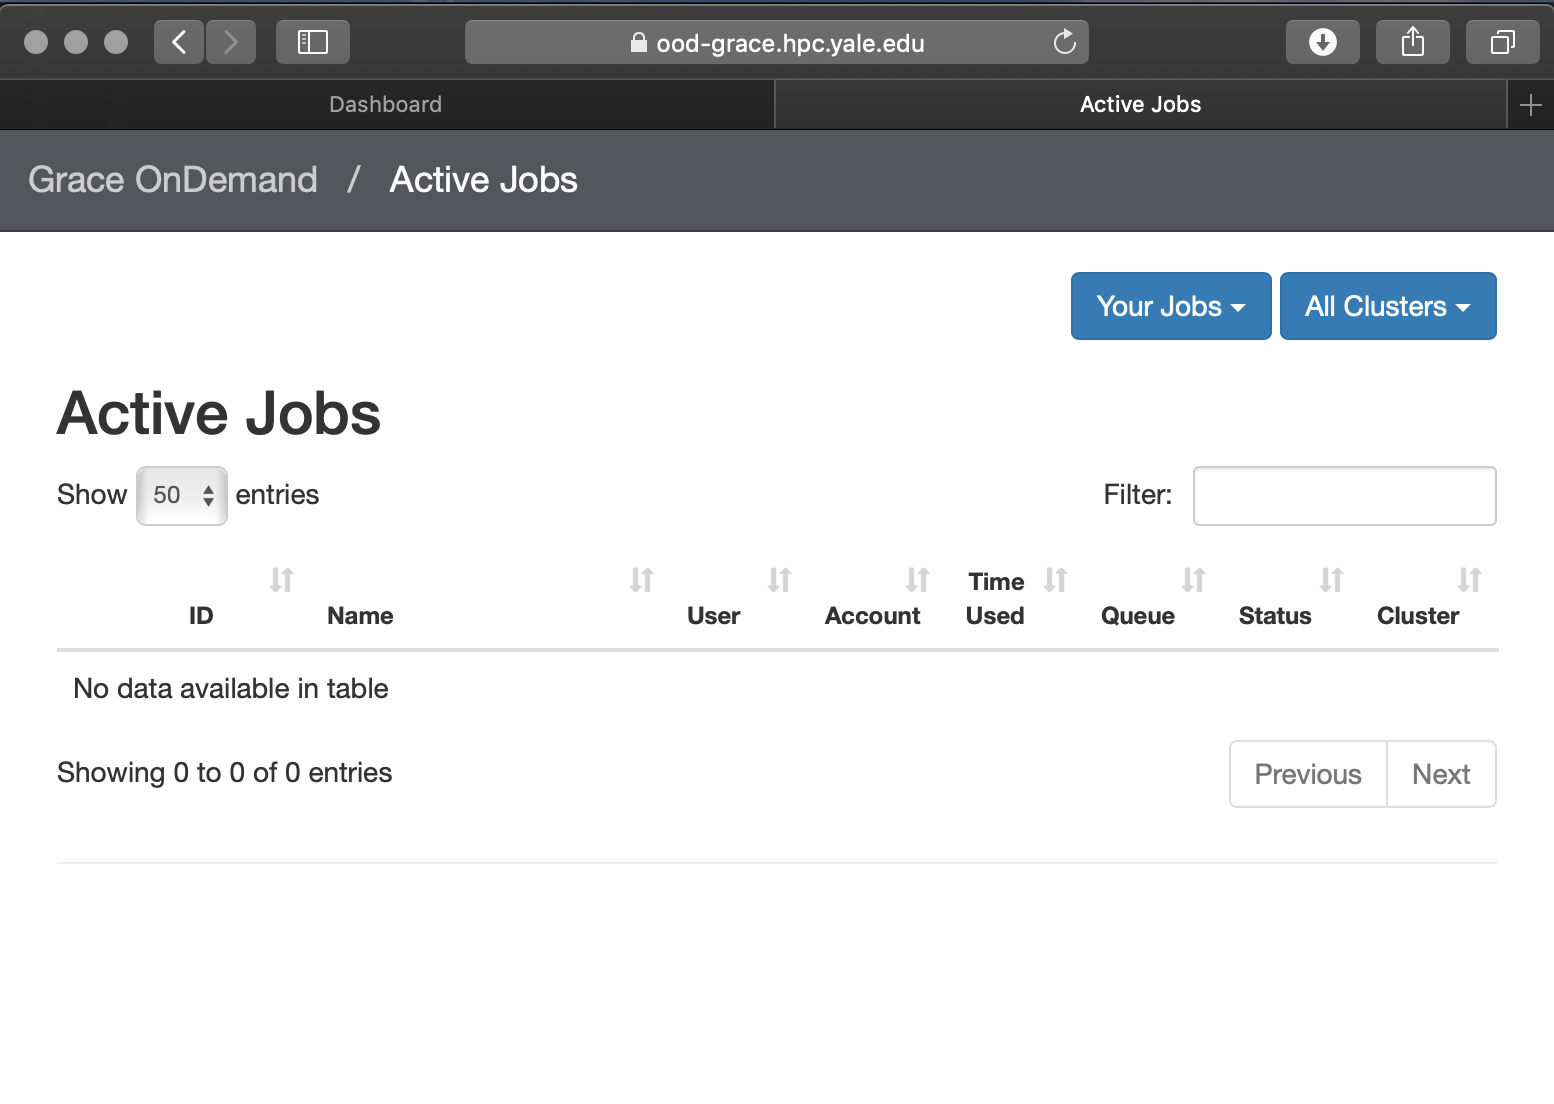 ood-grace.hpc.yale.edu
Dashboard
Active Jobs
Grace OnDemand / Active Jobs
Your Jobs
All Clusters
Active Jobs
Show 50 entries
Filter:
ID Name User Account Time Used Queue Status Cluster
No data available in table
Showing 0 to 0 of 0 entries
Previous
Next